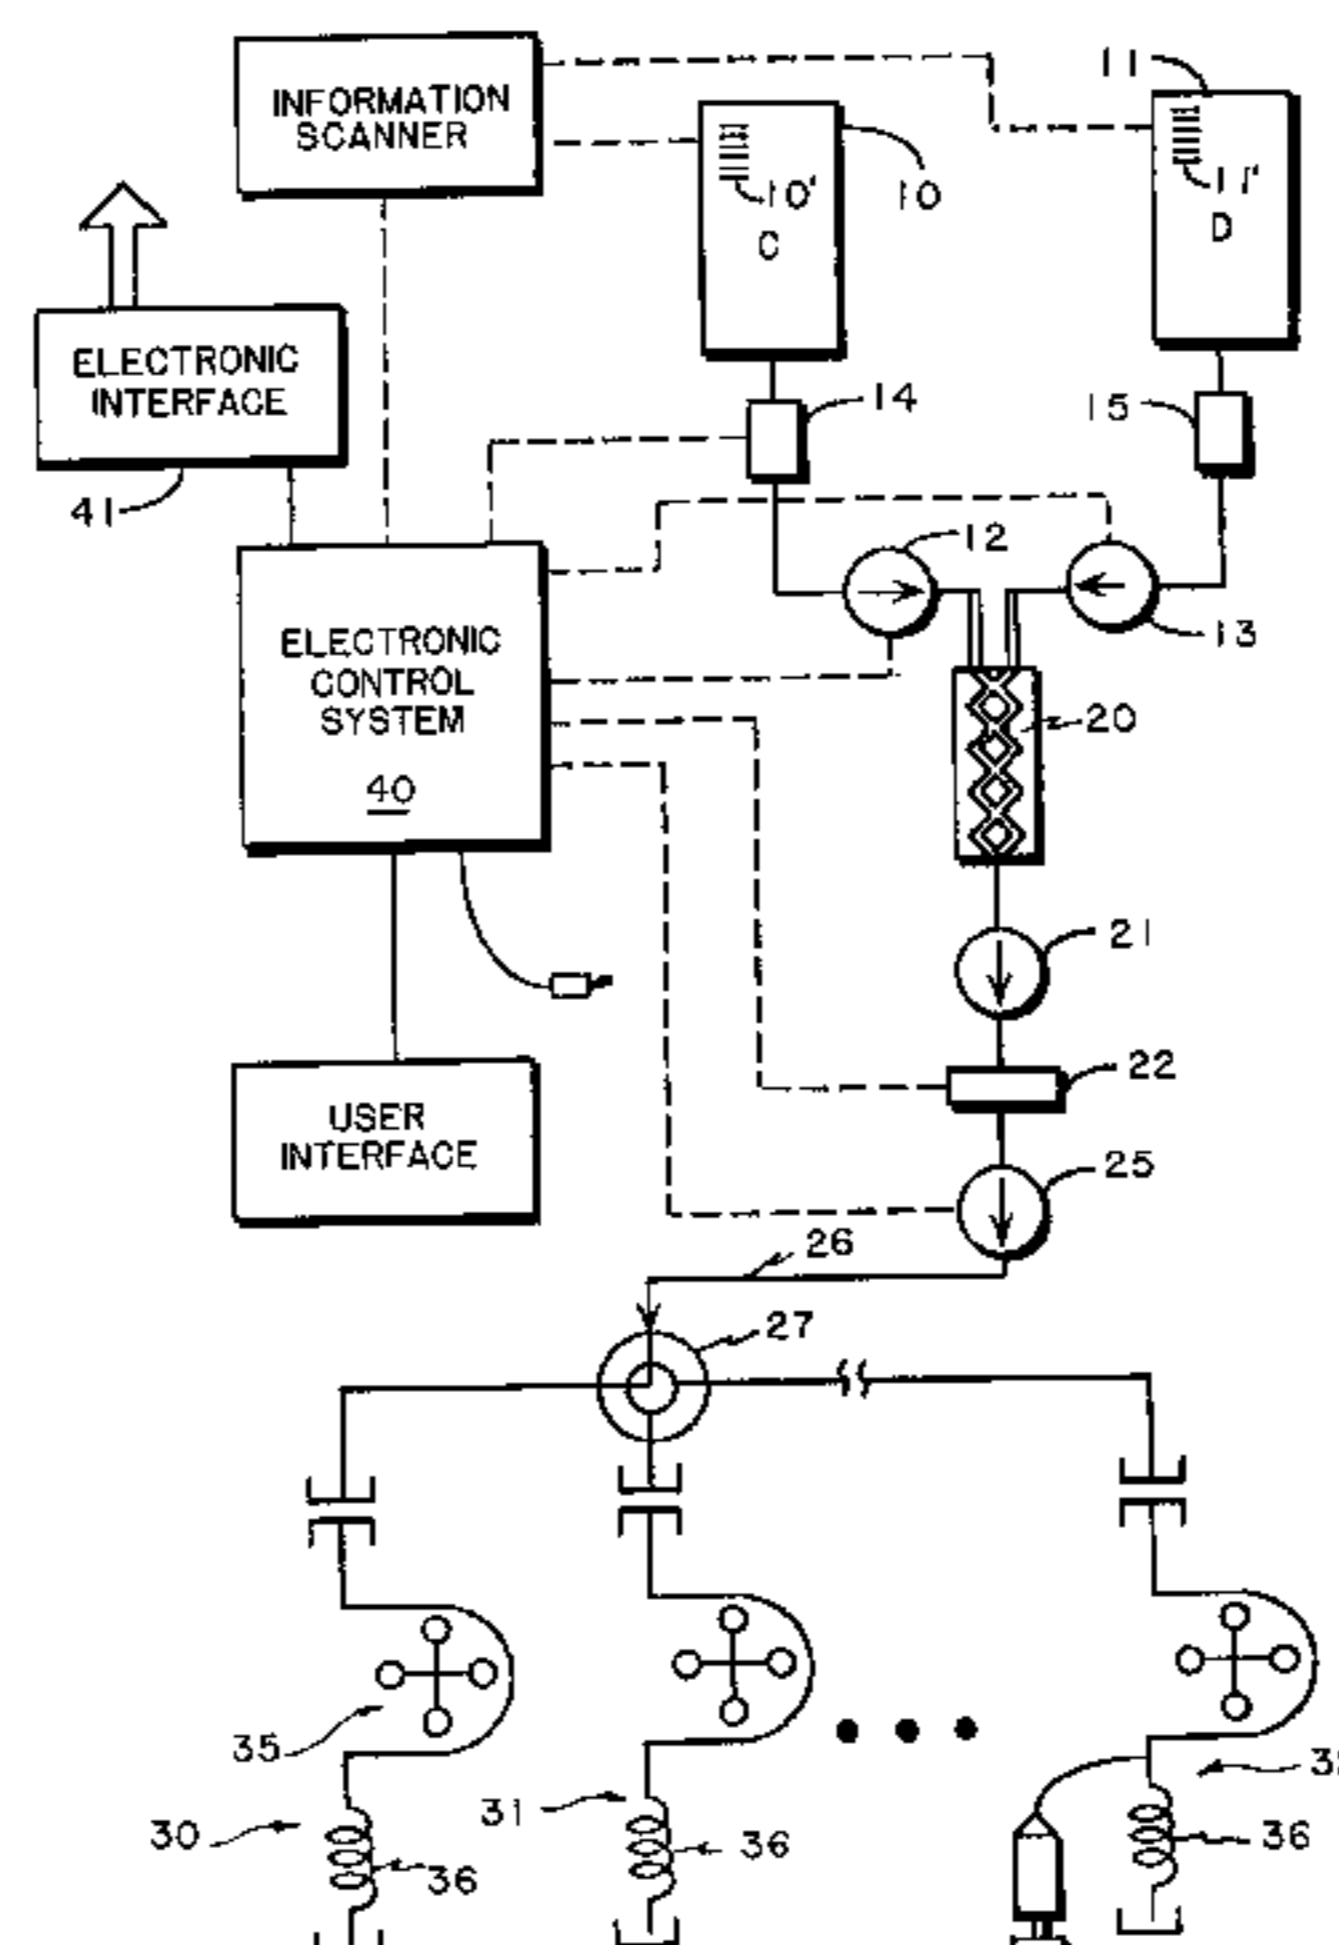 INFORMATION
SCANNER
10'
C
10
11
11'
D
ELECTRONIC
INTERFACE
41
14
15
12
13
ELECTRONIC
CONTROL
SYSTEM
40
20
21
22
USER
INTERFACE
25
26
27
35
30
36
31
36
36